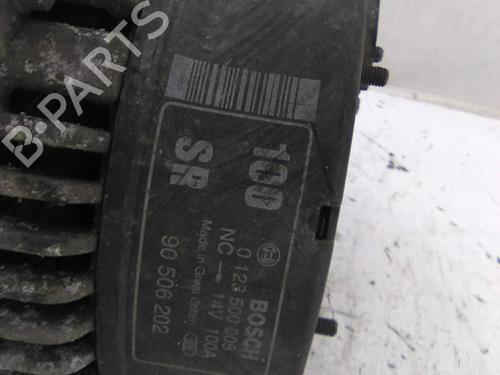 B-PARTS
100
SR
BOSCH
0 123 500 008
NC → 14V 100A
Made in Great Britain
90 506 202